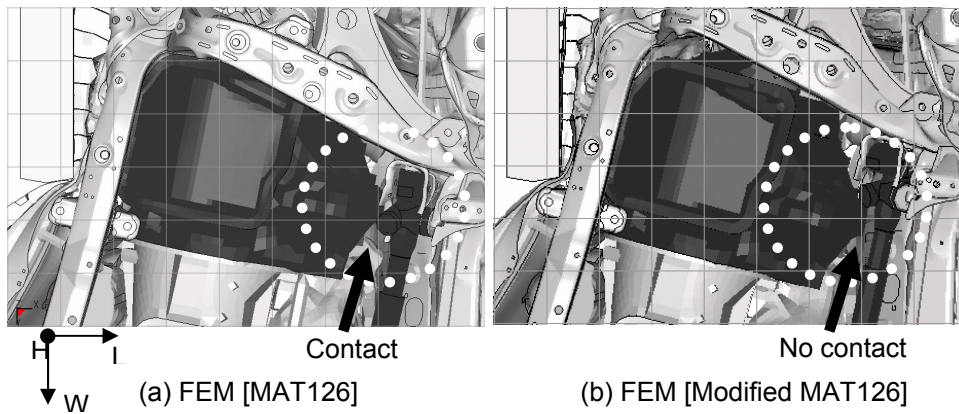 Contact
No contact
H
L
W
(a) FEM [MAT126]
(b) FEM [Modified MAT126]